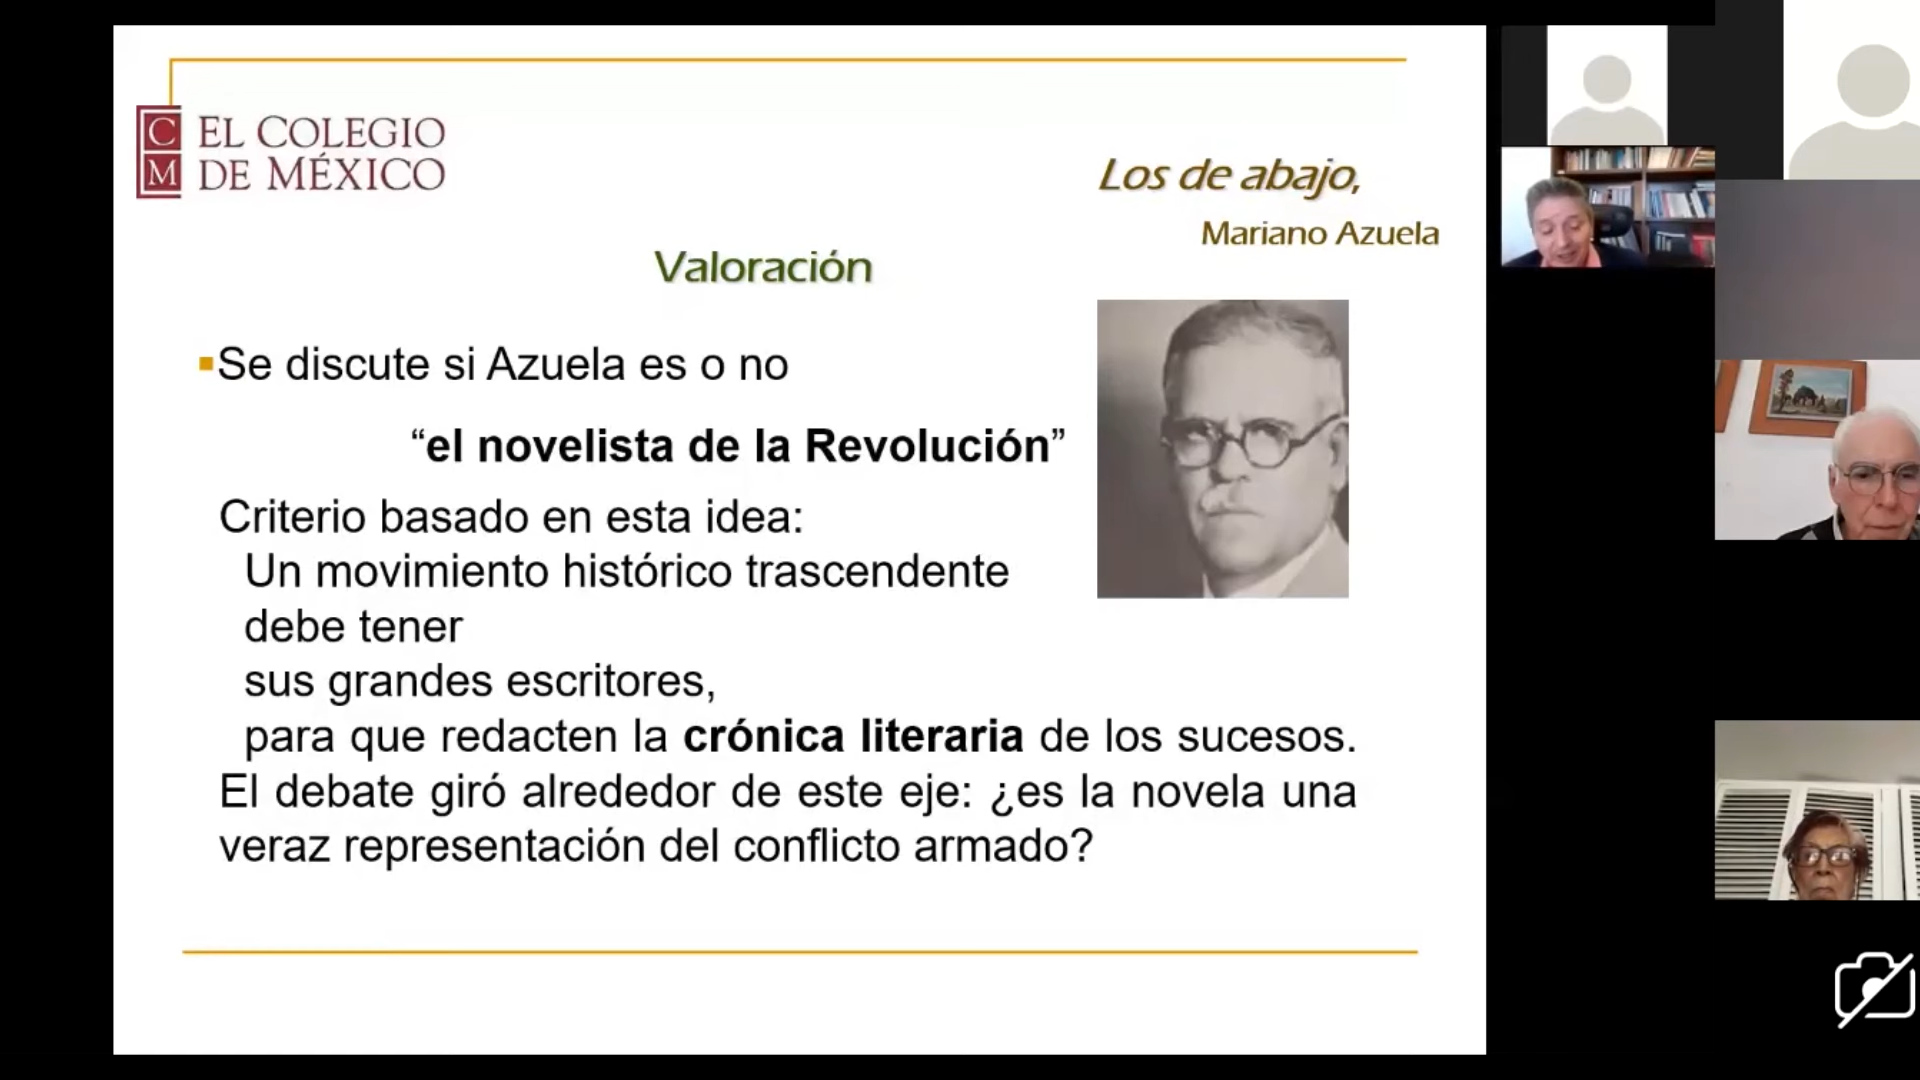 EL COLEGIO
DE MÉXICO
C
M
Los de abajo,
Mariano Azuela
Valoración
Se discute si Azuela es o no
“el novelista de la Revolución”
Criterio basado en esta idea:
Un movimiento histórico trascendente
debe tener
sus grandes escritores,
para que redacten la crónica literaria de los sucesos.
El debate giró alrededor de este eje: ¿es la novela una
veraz representación del conflicto armado?